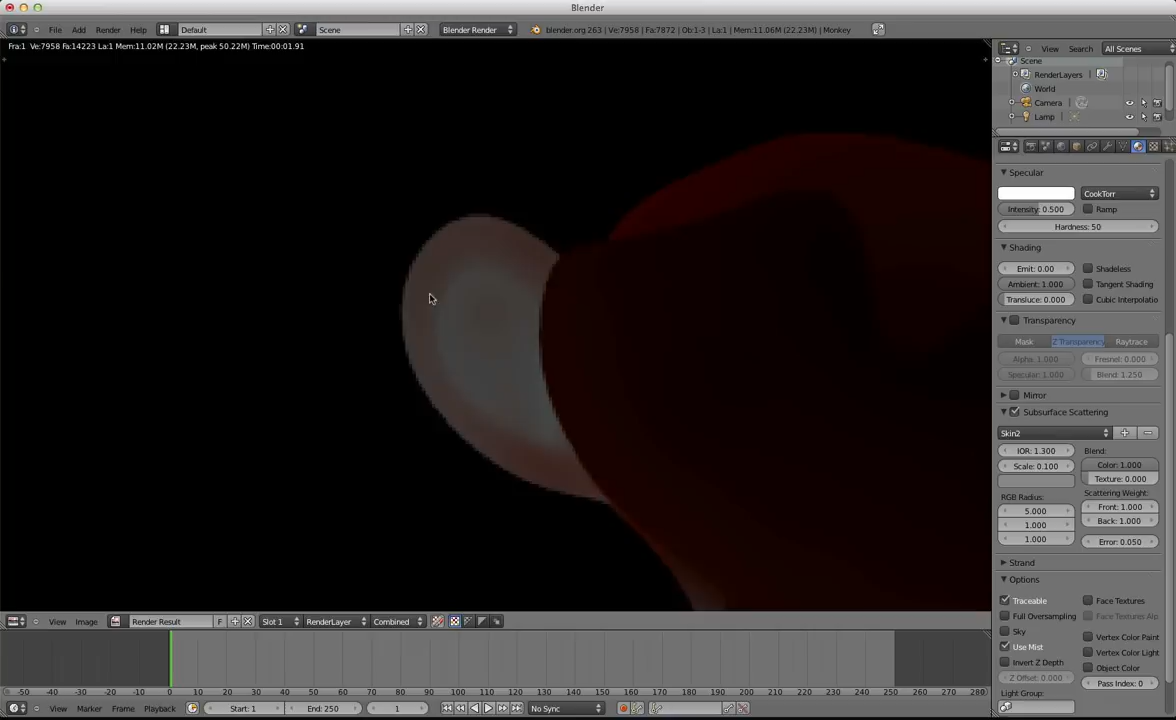 Blender
File Add Render Help Default Scene Blender Render blender.org 263 | Ve:7958 | Fa:7872 | Ob:1-3 | La:1 | Mem:11.06M (22.23M) | Monkey
Fra:1 Ve:7958 Fa:14223 La:1 Mem:11.02M (22.23M, peak 50.22M) Time:00:01.91
View Search All Scenes
Scene
RenderLayers
World
Camera
Lamp
Specular
CookTorr
Intensity: 0.500 Ramp
Hardness: 50
Shading
Emit: 0.00 Shadeless
Ambient: 1.000 Tangent Shading
Transluce: 0.000 Cubic Interpolatio
Transparency
Mask Z Transparency Raytrace
Alpha: 1.000 Fresnel: 0.000
Specular: 1.000 Blend: 1.250
Mirror
Subsurface Scattering
Skin2
IOR: 1.300 Blend:
Scale: 0.100 Color: 1.000
Texture: 0.000
RGB Radius: Scattering Weight:
5.000 Front: 1.000
1.000 Back: 1.000
1.000 Error: 0.050
Strand
Options
Traceable Face Textures
Full Oversampling Face Textures Alp
Sky Vertex Color Paint
Use Mist Vertex Color Light
Invert Z Depth Object Color
Z Offset: 0.000 Pass Index: 0
Light Group:
View Image Render Result F Slot 1 RenderLayer Combined
-50 -40 -30 -20 -10 0 10 20 30 40 50 60 70 80 90 100 110 120 130 140 150 160 170 180 190 200 210 220 230 240 250 260 270 280
View Marker Frame Playback Start: 1 End: 250 1 No Sync